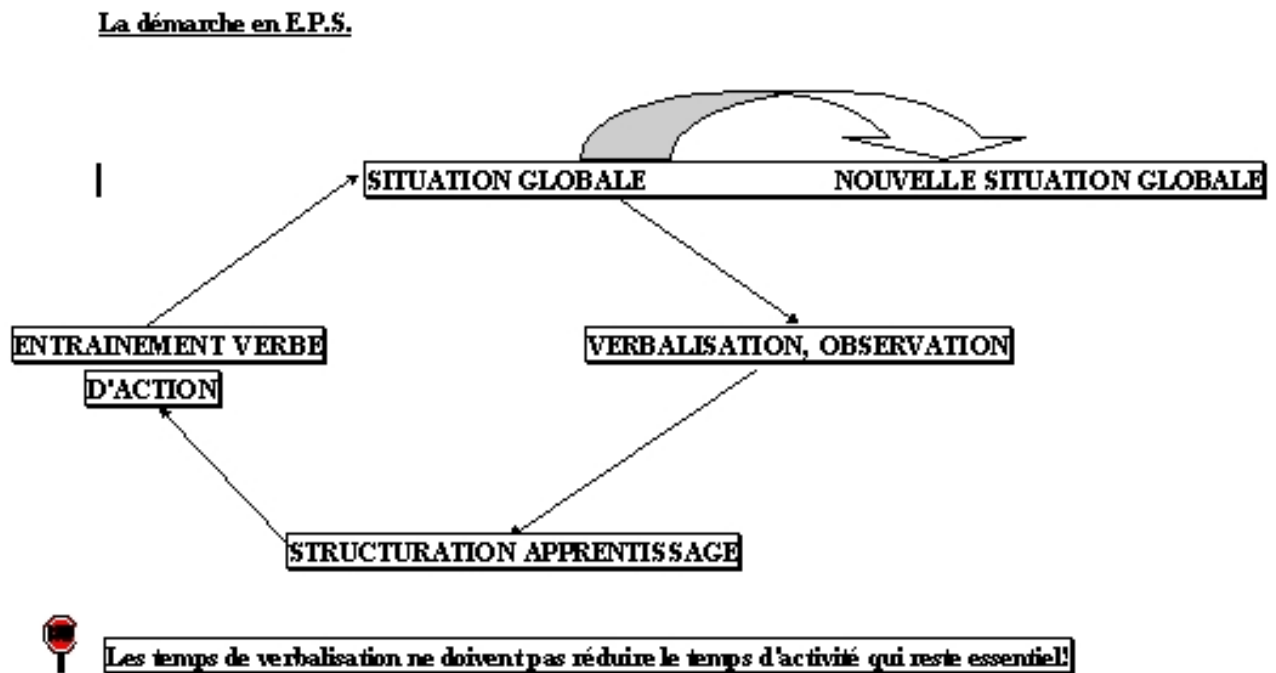 La démarche en E.P.S.
SITUATION GLOBALE NOUVELLE SITUATION GLOBALE
ENTRAINEMENT VERBE
D'ACTION
VERBALISATION, OBSERVATION
STRUCTURATION APPRENTISSAGE
Les temps de verbalisation ne doivent pas réduire le temps d'activité qui reste essentiel!